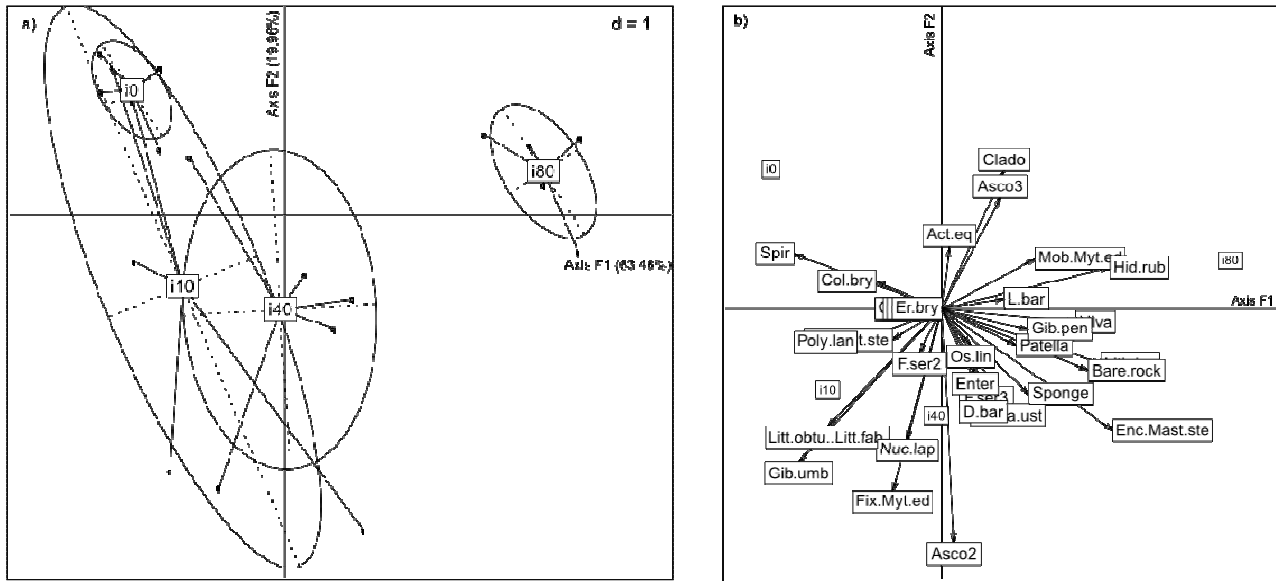 a)
d = 1
Axis F2 (19.96%)
i0
i80
Axis F1 (63.46%)
i10
i40
b)
Axis F2
Clado
i0
Asco3
Act.eq
Spir
Mob.Myt.ed
i80
Hid.rub
Col.bry
L.bar
Axis F1
Er.bry
Gib.pen
Poly.lan
t.ste
Patella
Os.lin
F.ser2
Bare.rock
Enter
i10
Sponge
F.ser3
D.bar
a.ust
i40
Enc.Mast.ste
Litt.obtu..Litt.fab
Nuc.lap
Gib.umb
Fix.Myt.ed
Asco2